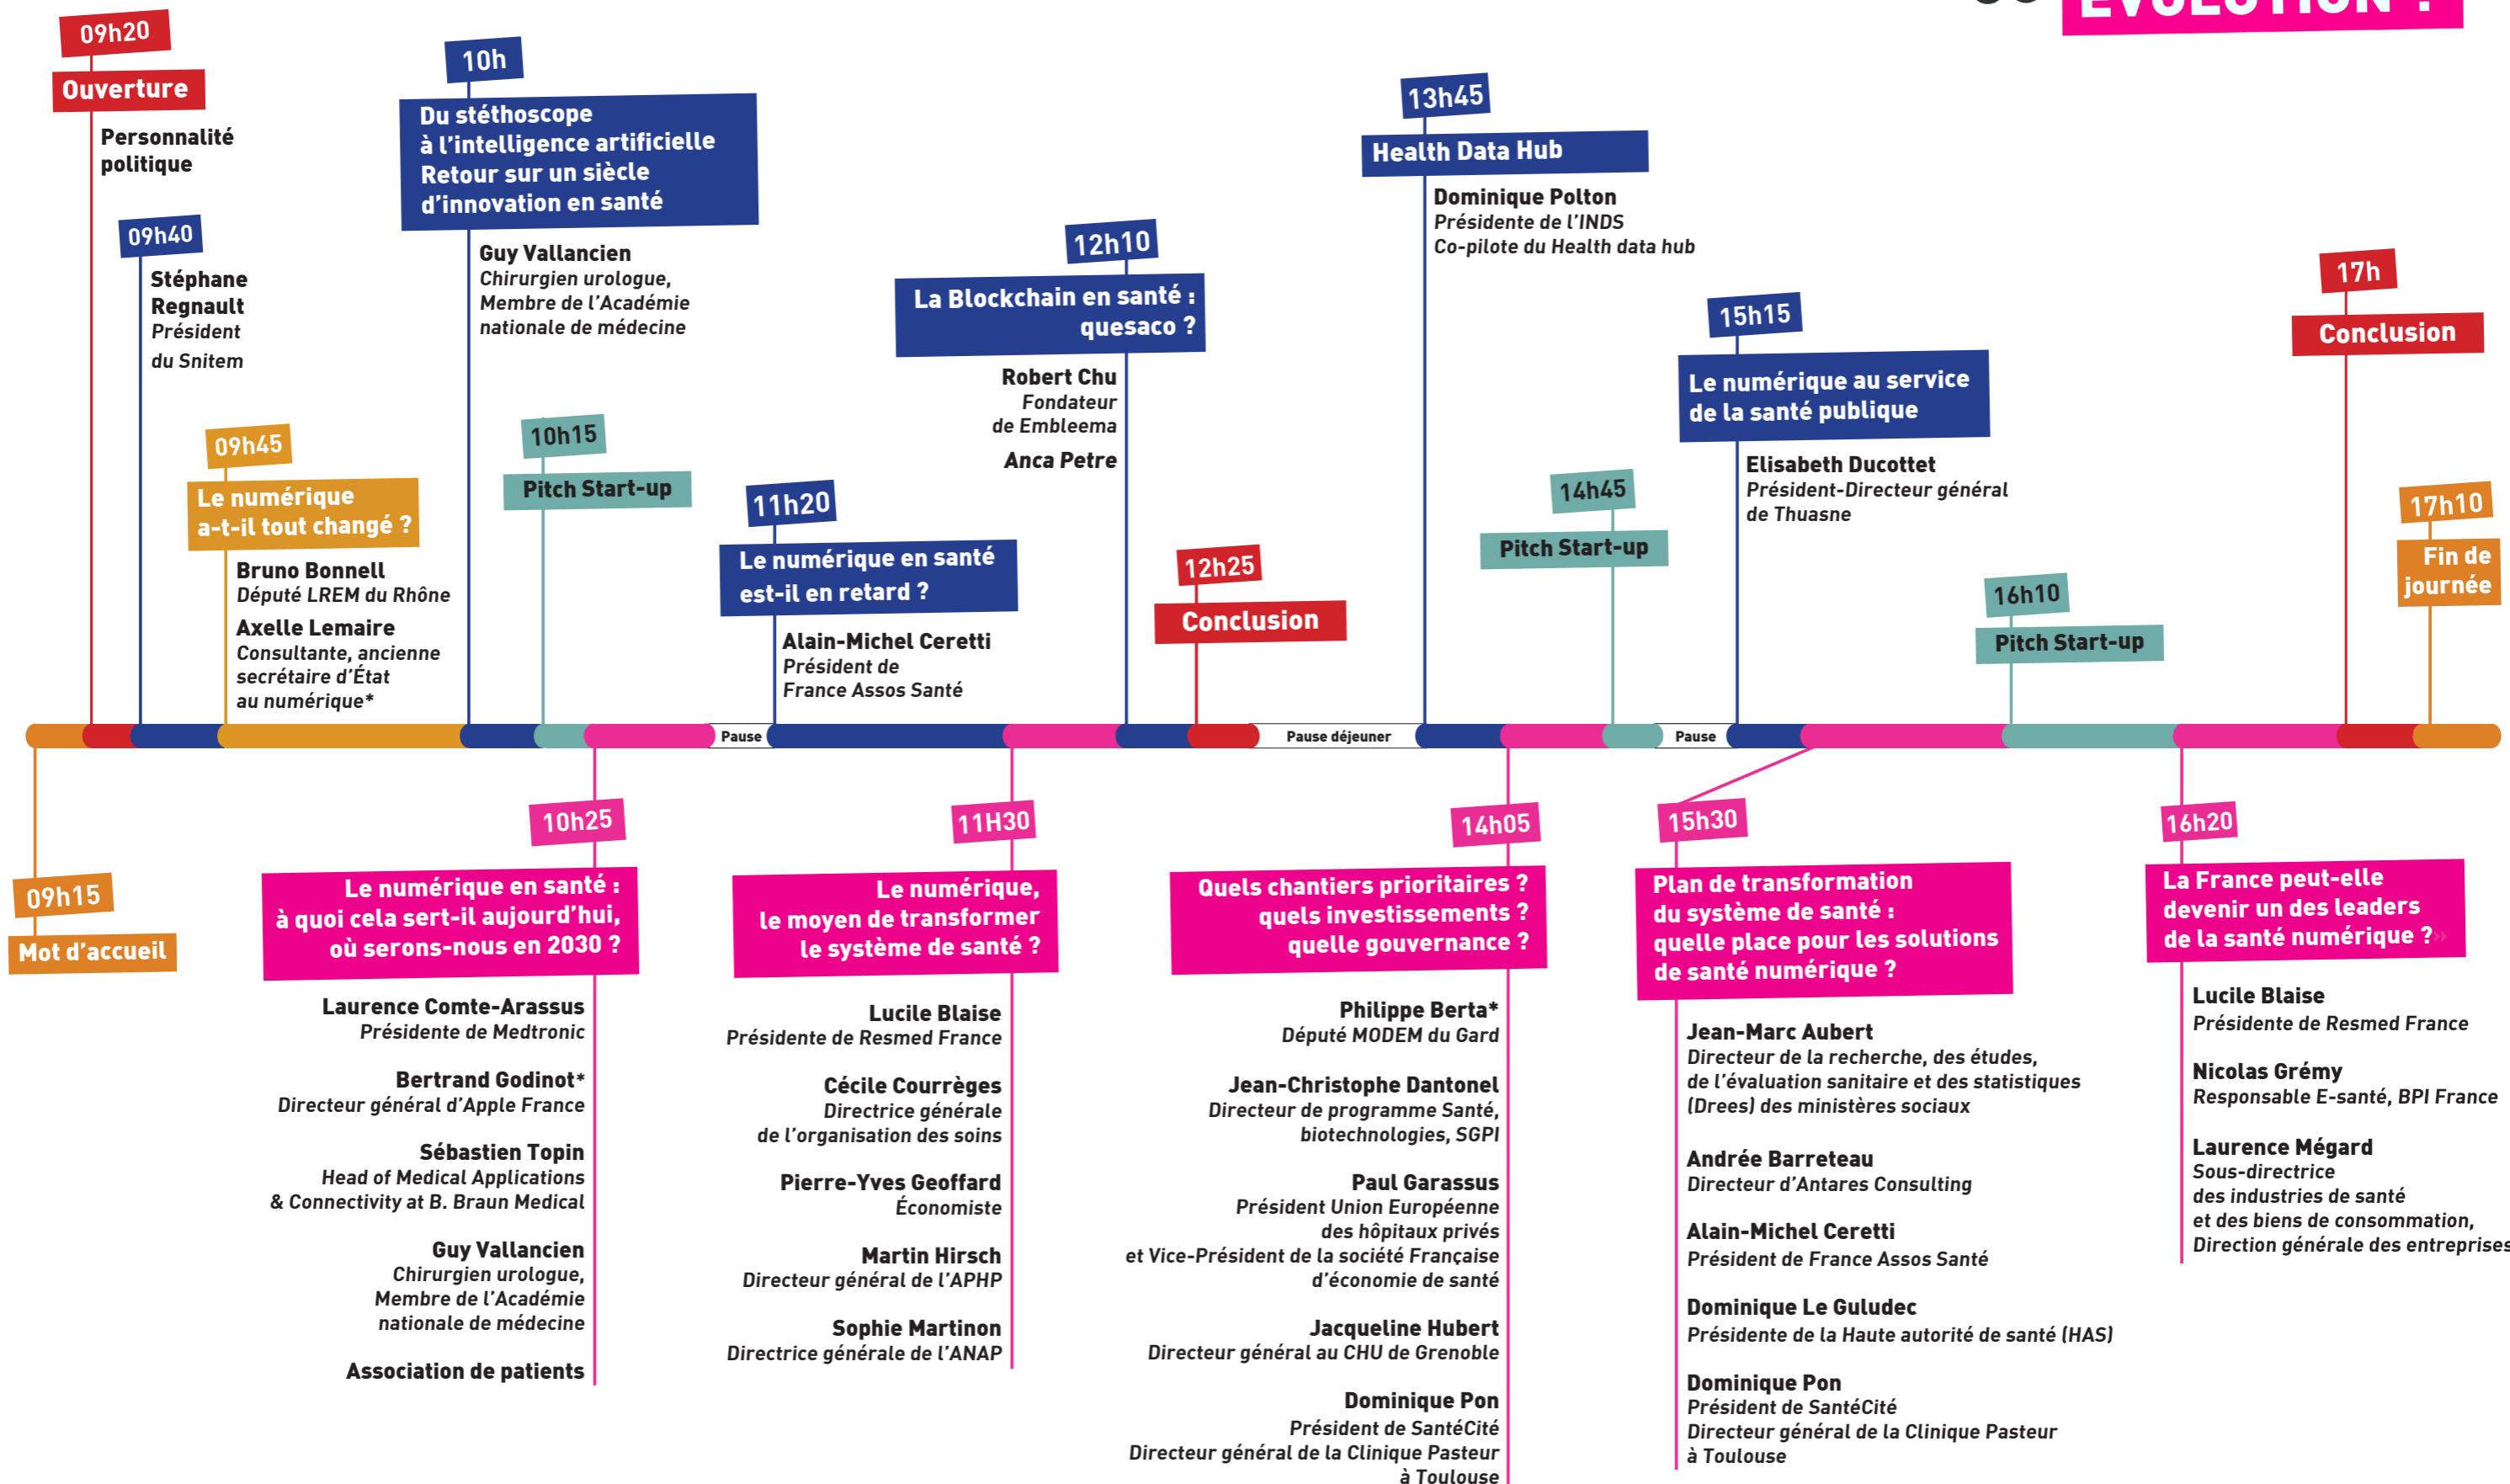 ÉVOLUTION ?
09h20
Ouverture
Personnalité
politique
09h40
Stéphane
Regnault
Président
du Snitem
09h45
Le numérique
a-t-il tout changé ?
Bruno Bonnell
Député LREM du Rhône
Axelle Lemaire
Consultante, ancienne
secrétaire d’État
au numérique*
10h
Du stéthoscope
à l’intelligence artificielle
Retour sur un siècle
d’innovation en santé
Guy Vallancien
Chirurgien urologue,
Membre de l’Académie
nationale de médecine
10h15
Pitch Start-up
11h20
Le numérique en santé
est-il en retard ?
Alain-Michel Ceretti
Président de
France Assos Santé
12h10
La Blockchain en santé :
quesaco ?
Robert Chu
Fondateur
de Embleema
Anca Petre
12h25
Conclusion
13h45
Health Data Hub
Dominique Polton
Présidente de l’INDS
Co-pilote du Health data hub
14h45
Pitch Start-up
15h15
Le numérique au service
de la santé publique
Elisabeth Ducottet
Président-Directeur général
de Thuasne
16h10
Pitch Start-up
17h
Conclusion
17h10
Fin de
journée
Pause
Pause déjeuner
Pause
09h15
Mot d’accueil
10h25
Le numérique en santé :
à quoi cela sert-il aujourd’hui,
où serons-nous en 2030 ?
Laurence Comte-Arassus
Présidente de Medtronic
Bertrand Godinot*
Directeur général d’Apple France
Sébastien Topin
Head of Medical Applications
& Connectivity at B. Braun Medical
Guy Vallancien
Chirurgien urologue,
Membre de l’Académie
nationale de médecine
Association de patients
11H30
Le numérique,
le moyen de transformer
le système de santé ?
Lucile Blaise
Présidente de Resmed France
Cécile Courrèges
Directrice générale
de l’organisation des soins
Pierre-Yves Geoffard
Économiste
Martin Hirsch
Directeur général de l’APHP
Sophie Martinon
Directrice générale de l’ANAP
14h05
Quels chantiers prioritaires ?
quels investissements ?
quelle gouvernance ?
Philippe Berta*
Député MODEM du Gard
Jean-Christophe Dantonel
Directeur de programme Santé,
biotechnologies, SGPI
Paul Garassus
Président Union Européenne
des hôpitaux privés
et Vice-Président de la société Française
d’économie de santé
Jacqueline Hubert
Directeur général au CHU de Grenoble
Dominique Pon
Président de SantéCité
Directeur général de la Clinique Pasteur
à Toulouse
15h30
Plan de transformation
du système de santé :
quelle place pour les solutions
de santé numérique ?
Jean-Marc Aubert
Directeur de la recherche, des études,
de l’évaluation sanitaire et des statistiques
(Drees) des ministères sociaux
Andrée Barreteau
Directeur d’Antares Consulting
Alain-Michel Ceretti
Président de France Assos Santé
Dominique Le Guludec
Présidente de la Haute autorité de santé (HAS)
Dominique Pon
Président de SantéCité
Directeur général de la Clinique Pasteur
à Toulouse
16h20
La France peut-elle
devenir un des leaders
de la santé numérique ?»
Lucile Blaise
Présidente de Resmed France
Nicolas Grémy
Responsable E-santé, BPI France
Laurence Mégard
Sous-directrice
des industries de santé
et des biens de consommation,
Direction générale des entreprises